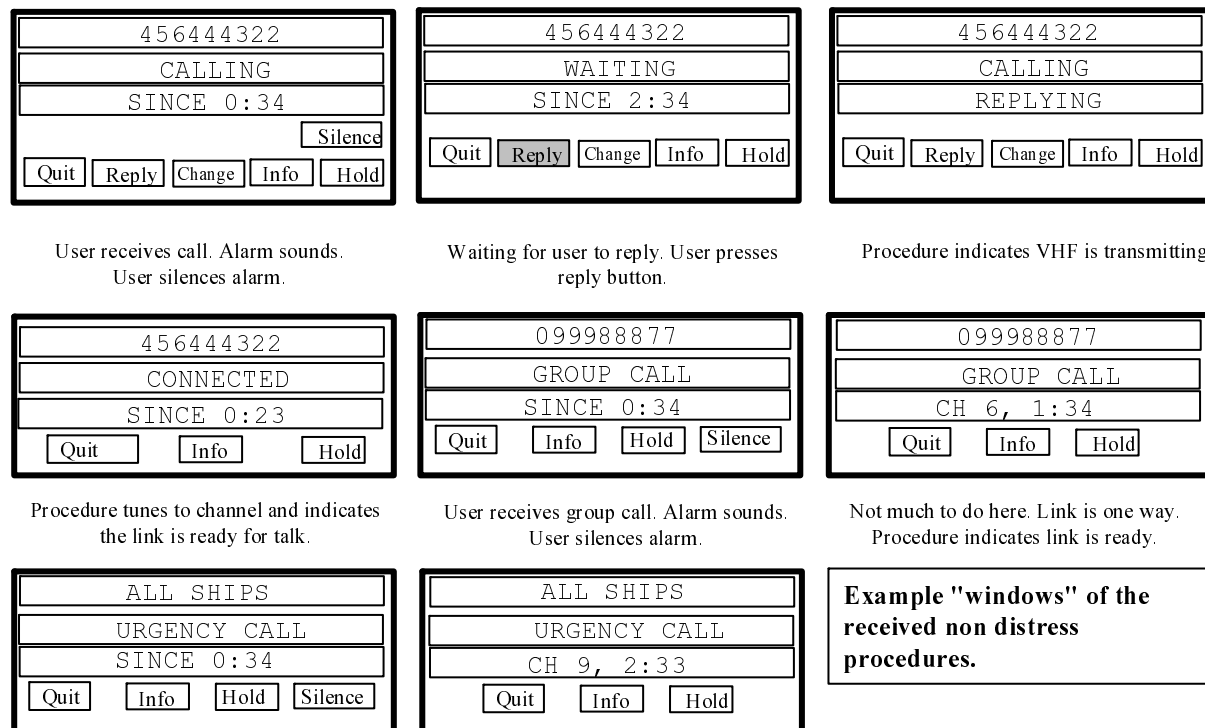 456444322
CALLING
SINCE 0:34
Silence
Quit Reply Change Info Hold
User receives call. Alarm sounds.
User silences alarm.
456444322
WAITING
SINCE 2:34
Quit Reply Change Info Hold
Waiting for user to reply. User presses
reply button.
456444322
CALLING
REPLYING
Quit Reply Change Info Hold
Procedure indicates VHF is transmitting
456444322
CONNECTED
SINCE 0:23
Quit Info Hold
Procedure tunes to channel and indicates
the link is ready for talk.
099988877
GROUP CALL
SINCE 0:34
Quit Info Hold Silence
User receives group call. Alarm sounds.
User silences alarm.
099988877
GROUP CALL
CH 6, 1:34
Quit Info Hold
Not much to do here. Link is one way.
Procedure indicates link is ready.
ALL SHIPS
URGENCY CALL
SINCE 0:34
Quit Info Hold Silence
ALL SHIPS
URGENCY CALL
CH 9, 2:33
Quit Info Hold
Example "windows" of the
received non distress
procedures.